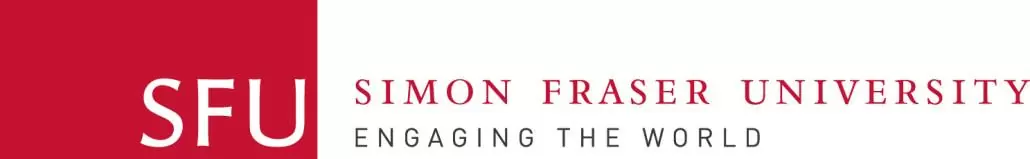 SFU
SIMON FRASER UNIVERSITY
ENGAGING THE WORLD